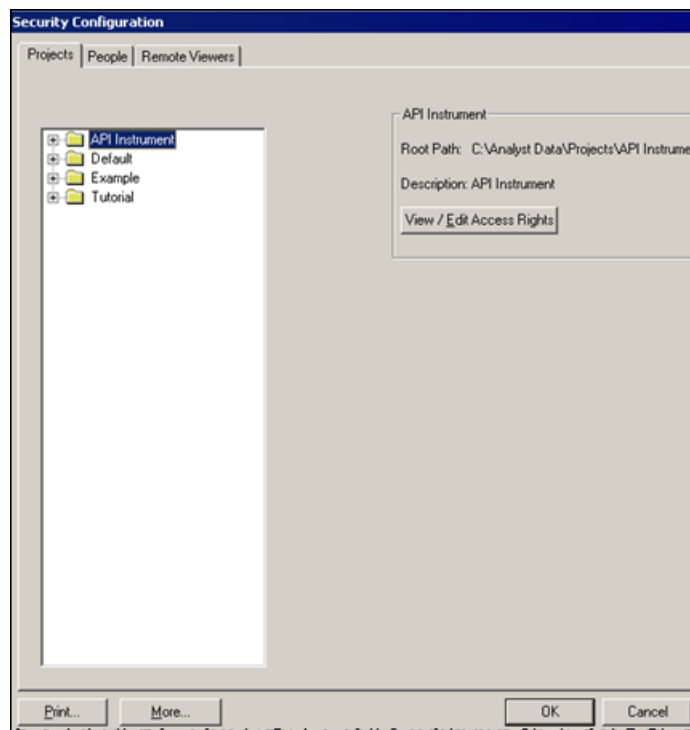 Security Configuration
Projects People Remote Viewers
API Instrument
Default
Example
Tutorial
API Instrument
Root Path: C:\Analyst Data\Projects\API Instrume
Description: API Instrument
View / Edit Access Rights
Print... More... OK Cancel